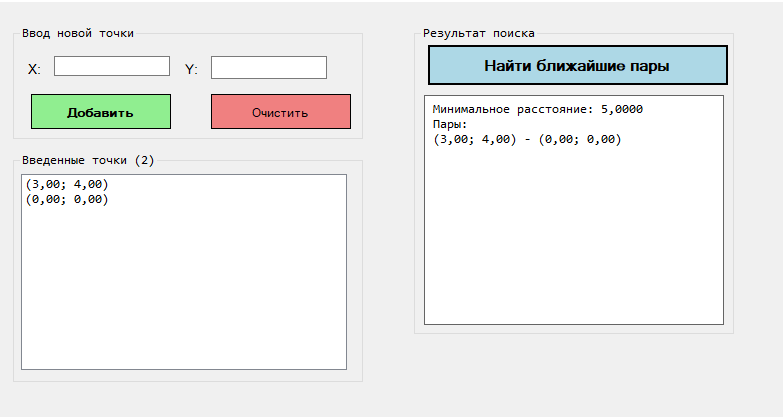 Ввод новой точки
X:
Y:
Добавить
Очистить
Введенные точки (2)
(3,00; 4,00)
(0,00; 0,00)
Результат поиска
Найти ближайшие пары
Минимальное расстояние: 5,0000
Пары:
(3,00; 4,00) - (0,00; 0,00)